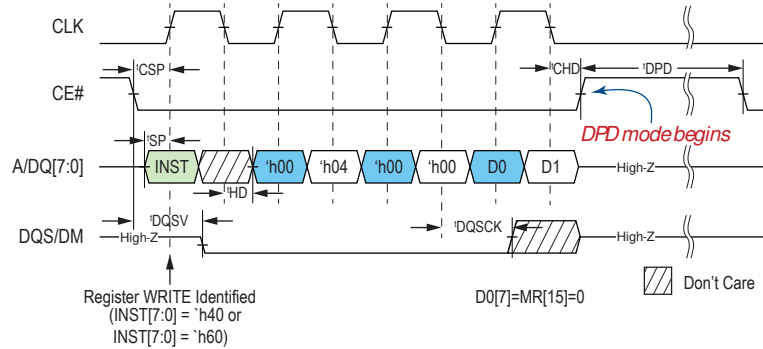 CLK
tCSP
tCHD
tDPD
CE#
DPD mode begins
tSP
A/DQ[7:0]
INST
‘h00
‘h04
‘h00
‘h00
D0
D1
High-Z
tHD
tDQSV
tDQSCK
DQS/DM
High-Z
High-Z
Don't Care
Register WRITE Identified
(INST[7:0] = `h40 or
INST[7:0] = `h60)
D0[7]=MR[15]=0